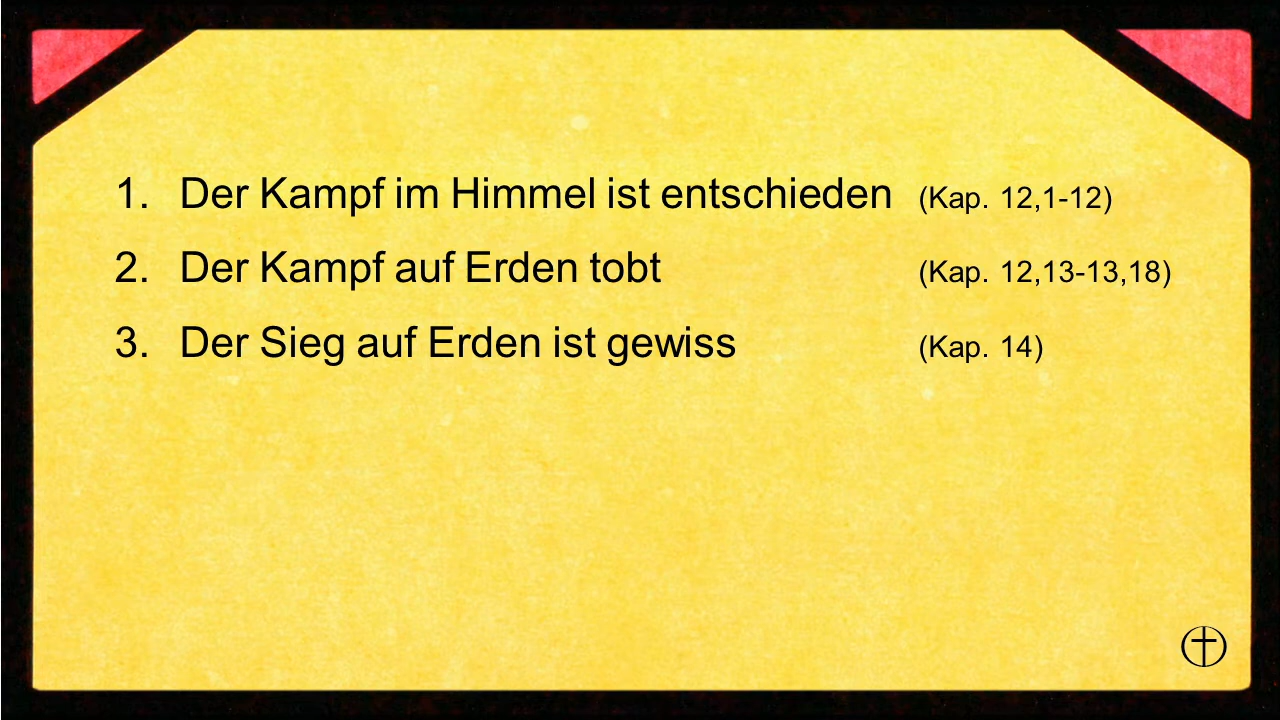 1. Der Kampf im Himmel ist entschieden (Kap. 12,1-12)
2. Der Kampf auf Erden tobt (Kap. 12,13-13,18)
3. Der Sieg auf Erden ist gewiss (Kap. 14)